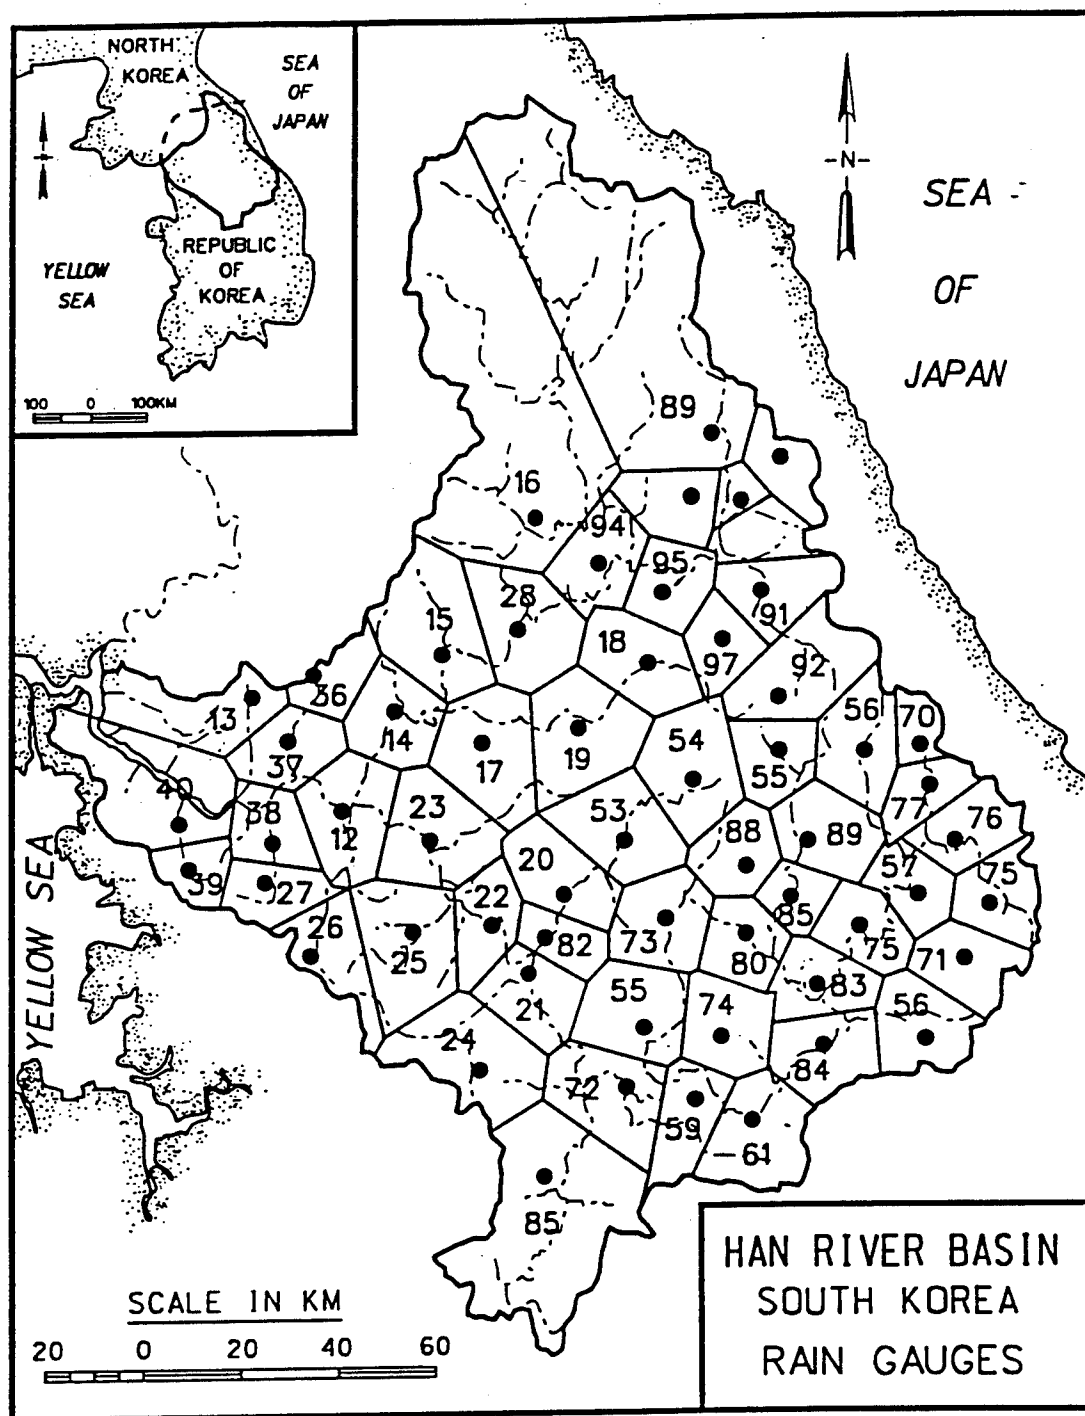 NORTH
KOREA
SEA
OF
JAPAN
YELLOW
SEA
REPUBLIC
OF
KOREA
100 0 100KM
-N-
SEA
OF
JAPAN
89
16
94
95
28
15
91
18
97
92
36
13
56
70
14
54
37
17
19
55
40
77
38
23
53
76
12
88
89
20
57
39
75
27
22
85
26
82
73
75
25
80
71
83
55
21
74
56
24
84
72
59
61
85
YELLOW SEA
HAN RIVER BASIN
SOUTH KOREA
RAIN GAUGES
SCALE IN KM
20 0 20 40 60